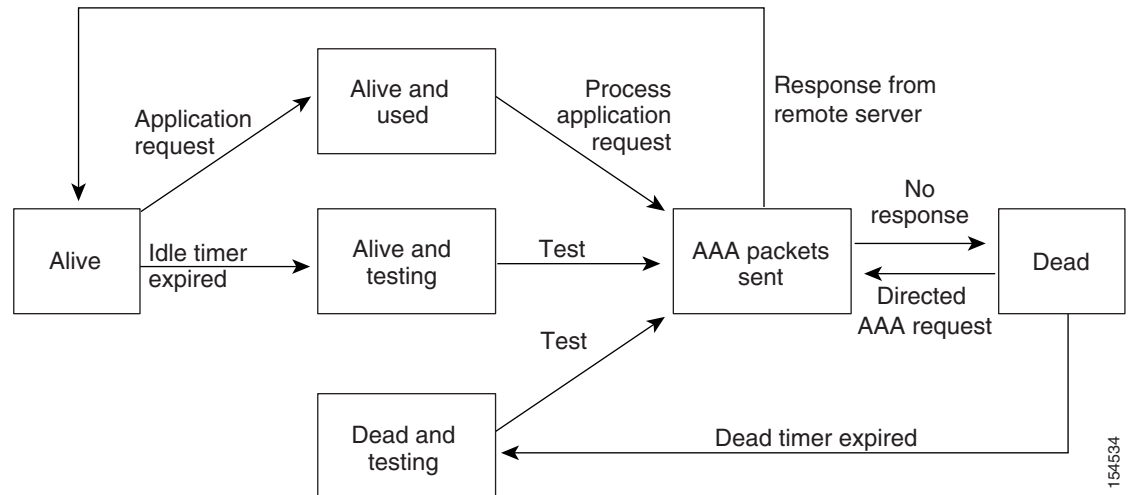 Alive and
used
Process
application
request
Response from
remote server
Application
request
No
response
Alive
Idle timer
expired
Alive and
testing
Test
AAA packets
sent
Dead
Directed
AAA request
Test
Dead and
testing
Dead timer expired
154534